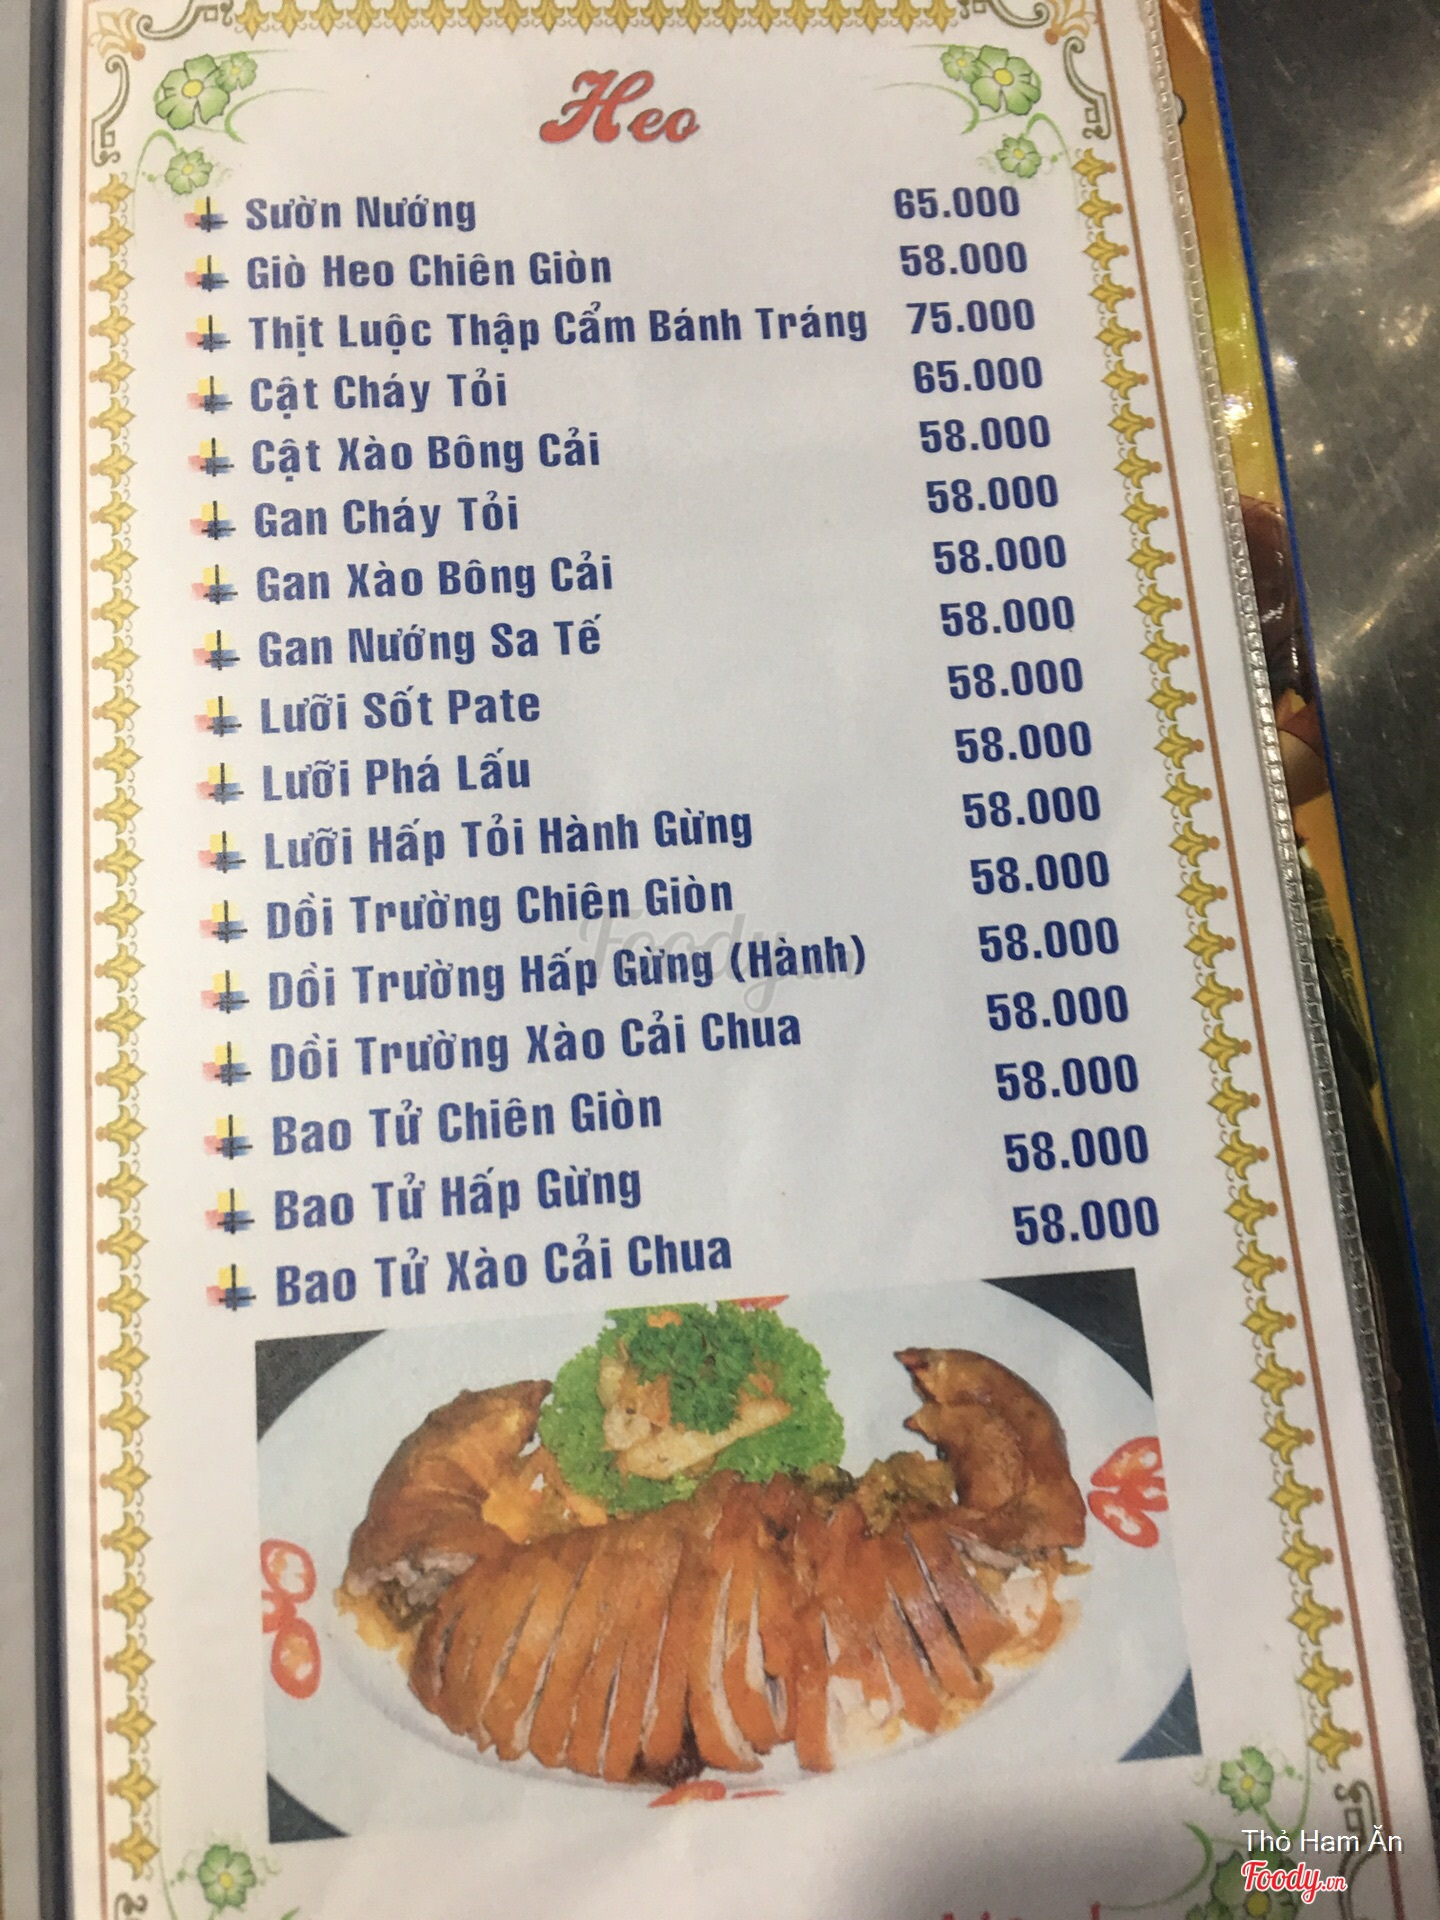 Heo
Sườn Nướng 65.000
Giò Heo Chiên Giòn 58.000
Thịt Luộc Thập Cẩm Bánh Tráng 75.000
Cật Cháy Tỏi 65.000
Cật Xào Bông Cải 58.000
Gan Cháy Tỏi 58.000
Gan Xào Bông Cải 58.000
Gan Nướng Sa Tế 58.000
Lưỡi Sốt Pate 58.000
Lưỡi Phá Lấu 58.000
Lưỡi Hấp Tỏi Hành Gừng 58.000
Dồi Trường Chiên Giòn 58.000
Dồi Trường Hấp Gừng (Hành) 58.000
Dồi Trường Xào Cải Chua 58.000
Bao Tử Chiên Giòn 58.000
Bao Tử Hấp Gừng 58.000
Bao Tử Xào Cải Chua 58.000
Foody.vn
Thỏ Ham Ăn
Foody.vn